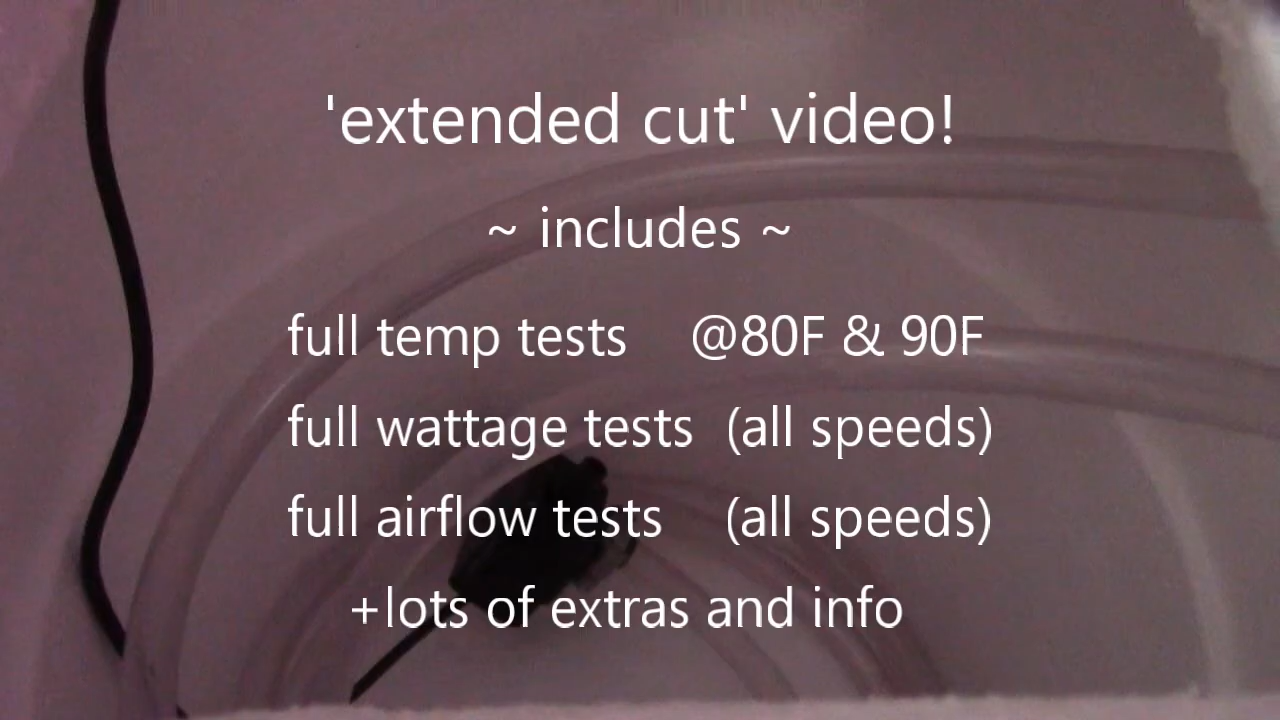 'extended cut' video!
~ includes ~
full temp tests @80F & 90F
full wattage tests (all speeds)
full airflow tests (all speeds)
+lots of extras and info